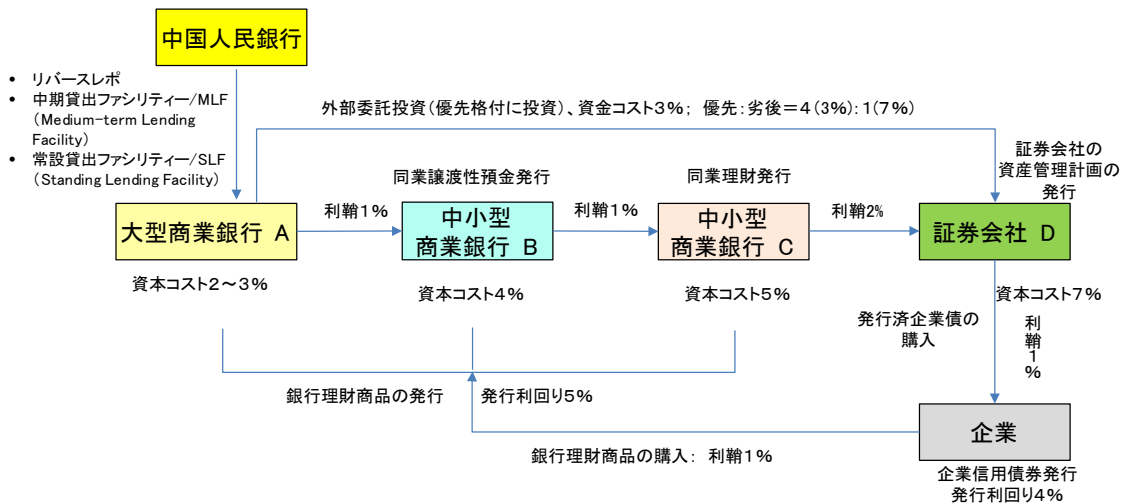 中国人民銀行
• リバースレポ
• 中期貸出ファシリティー/MLF
(Medium-term Lending
Facility)
• 常設貸出ファシリティー/SLF
(Standing Lending Facility)
外部委託投資(優先格付に投資)、資金コスト3%; 優先:劣後=4(3%):1(7%)
証券会社の
資産管理計画の
発行
同業譲渡性預金発行
同業理財発行
大型商業銀行 A
利鞘1%
中小型
商業銀行 B
利鞘1%
中小型
商業銀行 C
利鞘2%
証券会社 D
資本コスト2~3%
資本コスト4%
資本コスト5%
資本コスト7%
発行済企業債の
購入
利鞘1%
銀行理財商品の発行
発行利回り5%
企業
銀行理財商品の購入: 利鞘1%
企業信用債券発行
発行利回り4%